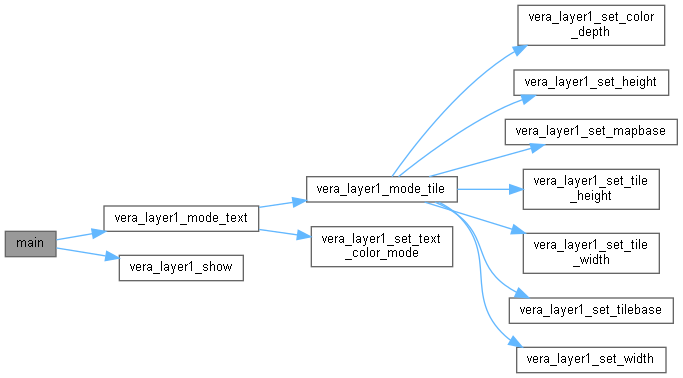 main
vera_layer1_mode_text
vera_layer1_show
vera_layer1_mode_tile
vera_layer1_set_text
_color_mode
vera_layer1_set_color
_depth
vera_layer1_set_height
vera_layer1_set_mapbase
vera_layer1_set_tile
_height
vera_layer1_set_tile
_width
vera_layer1_set_tilebase
vera_layer1_set_width